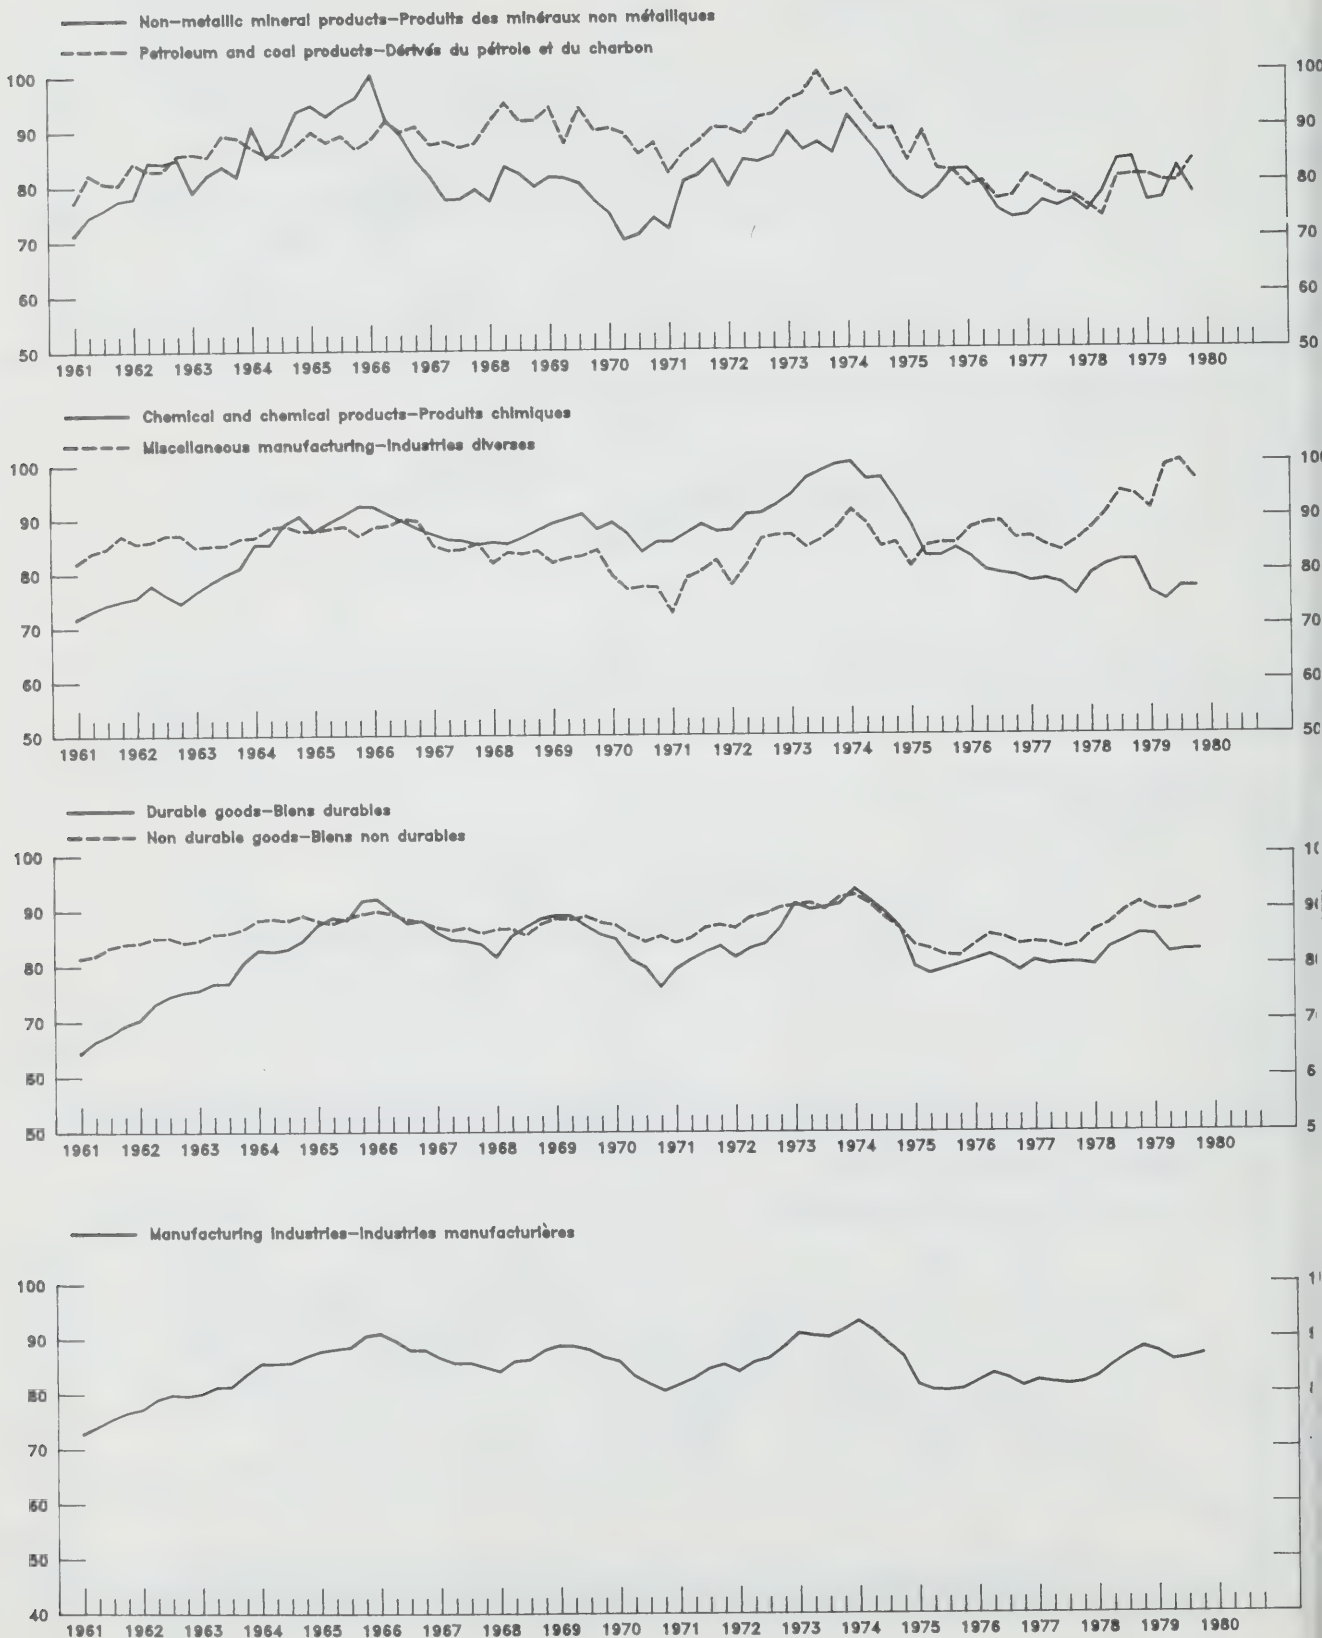 Non-metallic mineral products-Produits des minéraux non métalliques
Petroleum and coal products-Dérivés du pétrole et du charbon
100 100
90 90
80 80
70 70
60 60
50 50
1961 1962 1963 1964 1965 1966 1967 1968 1969 1970 1971 1972 1973 1974 1975 1976 1977 1978 1979 1980
Chemical and chemical products-Produits chimiques
Miscellaneous manufacturing-Industries diverses
100 100
90 90
80 80
70 70
60 60
50 50
1961 1962 1963 1964 1965 1966 1967 1968 1969 1970 1971 1972 1973 1974 1975 1976 1977 1978 1979 1980
Durable goods-Biens durables
Non durable goods-Biens non durables
100
90
80
70
60
50
1961 1962 1963 1964 1965 1966 1967 1968 1969 1970 1971 1972 1973 1974 1975 1976 1977 1978 1979 1980
Manufacturing industries-Industries manufacturières
100
90
80
70
60
50
40
1961 1962 1963 1964 1965 1966 1967 1968 1969 1970 1971 1972 1973 1974 1975 1976 1977 1978 1979 1980